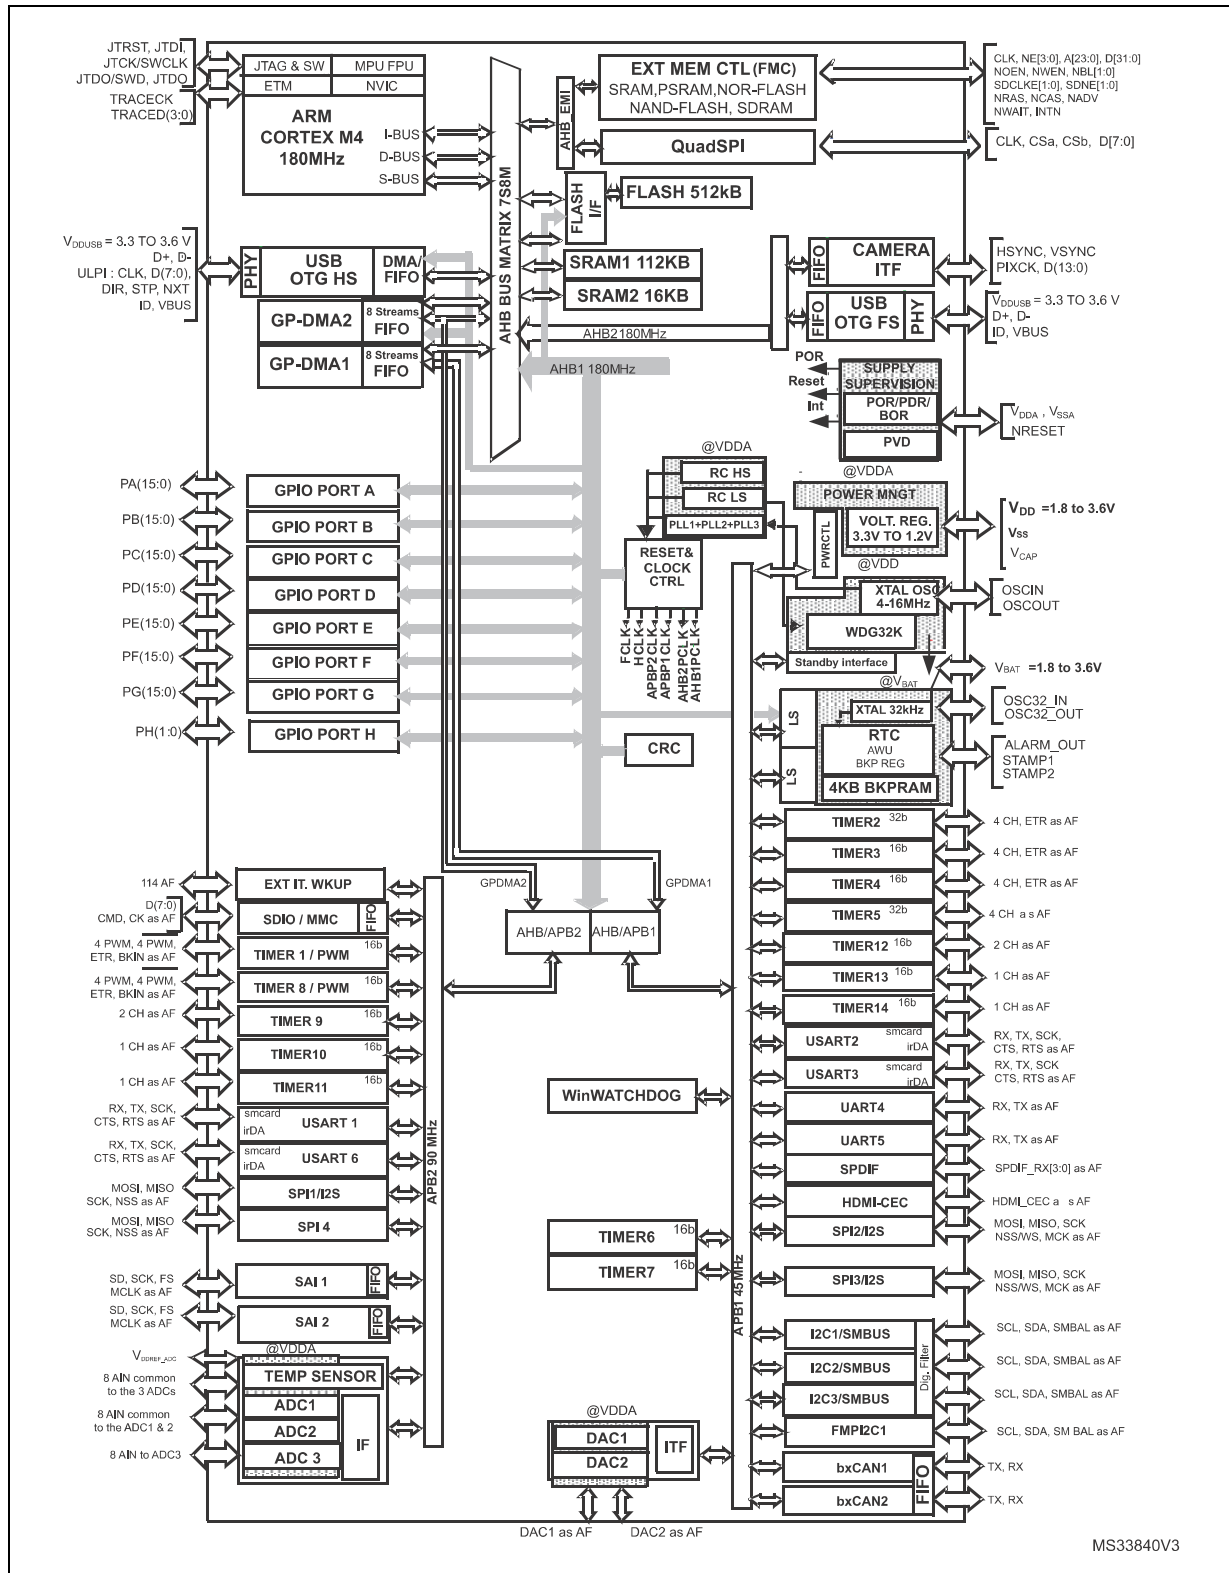 JTRST, JTDI,
JTCK/SWCLK
JTDO/SWD, JTDO
TRACECK
TRACED(3:0)
JTAG & SW
MPU FPU
ETM
NVIC
ARM
CORTEX M4
180MHz
I-BUS
D-BUS
S-BUS
AHB BUS MATRIX 7S8M
AHB_EMI
EXT MEM CTL (FMC)
SRAM,PSRAM,NOR-FLASH
NAND-FLASH, SDRAM
QuadSPI
CLK, NE[3:0], A[23:0], D[31:0]
NOEN, NWEN, NBL[1:0]
SDCLKE[1:0], SDNE[1:0]
NRAS, NCAS, NADV
NWAIT, INTN
CLK, CSa, CSb, D[7:0]
FLASH
I/F
FLASH 512kB
SRAM1 112KB
SRAM2 16KB
VDDUSB = 3.3 TO 3.6 V
D+, D-
ULPI : CLK, D(7:0),
DIR, STP, NXT
ID, VBUS
PHY
USB
OTG HS
DMA/
FIFO
GP-DMA2
8 Streams
FIFO
GP-DMA1
8 Streams
FIFO
AHB2180MHz
AHB1 180MHz
FIFO
CAMERA
ITF
HSYNC, VSYNC
PIXCK, D(13:0)
FIFO
USB
OTG FS
PHY
VDDUSB = 3.3 TO 3.6 V
D+, D-
ID, VBUS
POR
Reset
Int
SUPPLY
SUPERVISION
POR/PDR/
BOR
PVD
VDDA , VSSA
NRESET
@VDDA
RC HS
RC LS
PLL1+PLL2+PLL3
RESET&
CLOCK
CTRL
FCLK
HCLK
APBP2CLK
APBP1CLK
AHB2PCLK
AHB1PCLK
@VDDA
POWER MNGT
PWRCTL
VOLT. REG.
3.3V TO 1.2V
VDD =1.8 to 3.6V
VSS
VCAP
@VDD
XTAL OSC
4-16MHz
OSCIN
OSCOUT
WDG32K
Standby interface
VBAT =1.8 to 3.6V
@VBAT
LS
LS
XTAL 32kHz
RTC
AWU
BKP REG
4KB BKPRAM
OSC32_IN
OSC32_OUT
ALARM_OUT
STAMP1
STAMP2
PA(15:0)
GPIO PORT A
PB(15:0)
GPIO PORT B
PC(15:0)
GPIO PORT C
PD(15:0)
GPIO PORT D
PE(15:0)
GPIO PORT E
PF(15:0)
GPIO PORT F
PG(15:0)
GPIO PORT G
PH(1:0)
GPIO PORT H
CRC
GPDMA2
GPDMA1
AHB/APB2
AHB/APB1
114 AF
EXT IT. WKUP
D(7:0)
CMD, CK as AF
SDIO / MMC
FIFO
4 PWM, 4 PWM,
ETR, BKIN as AF
TIMER 1 / PWM
16b
4 PWM, 4 PWM,
ETR, BKIN as AF
TIMER 8 / PWM
16b
2 CH as AF
TIMER 9
16b
1 CH as AF
TIMER10
16b
1 CH as AF
TIMER11
16b
RX, TX, SCK,
CTS, RTS as AF
smcard
irDA
USART 1
RX, TX, SCK,
CTS, RTS as AF
smcard
irDA
USART 6
MOSI, MISO
SCK, NSS as AF
SPI1/I2S
MOSI, MISO
SCK, NSS as AF
SPI 4
SD, SCK, FS
MCLK as AF
SAI 1
FIFO
SD, SCK, FS
MCLK as AF
SAI 2
FIFO
@VDDA
VDDREF_ADC
TEMP SENSOR
8 AIN common
to the 3 ADCs
ADC1
8 AIN common
to the ADC1 & 2
ADC2
8 AIN to ADC3
ADC 3
IF
APB2 90 MHz
WinWATCHDOG
TIMER6
16b
TIMER7
16b
@VDDA
DAC1
DAC2
ITF
DAC1 as AF
DAC2 as AF
APB1 45 MHz
TIMER2
32b
4 CH, ETR as AF
TIMER3
16b
4 CH, ETR as AF
TIMER4
16b
4 CH, ETR as AF
TIMER5
32b
4 CH a s AF
TIMER12
16b
2 CH as AF
TIMER13
16b
1 CH as AF
TIMER14
16b
1 CH as AF
USART2
smcard
irDA
RX, TX, SCK,
CTS, RTS as AF
USART3
smcard
irDA
RX, TX, SCK
CTS, RTS as AF
UART4
RX, TX as AF
UART5
RX, TX as AF
SPDIF
SPDIF_RX[3:0] as AF
HDMI-CEC
HDMI_CEC a s AF
SPI2/I2S
MOSI, MISO, SCK
NSS/WS, MCK as AF
SPI3/I2S
MOSI, MISO, SCK
NSS/WS, MCK as AF
I2C1/SMBUS
SCL, SDA, SMBAL as AF
I2C2/SMBUS
SCL, SDA, SMBAL as AF
I2C3/SMBUS
SCL, SDA, SMBAL as AF
Dig. Filter
FMPI2C1
SCL, SDA, SM BAL as AF
bxCAN1
TX, RX
bxCAN2
TX, RX
FIFO
MS33840V3